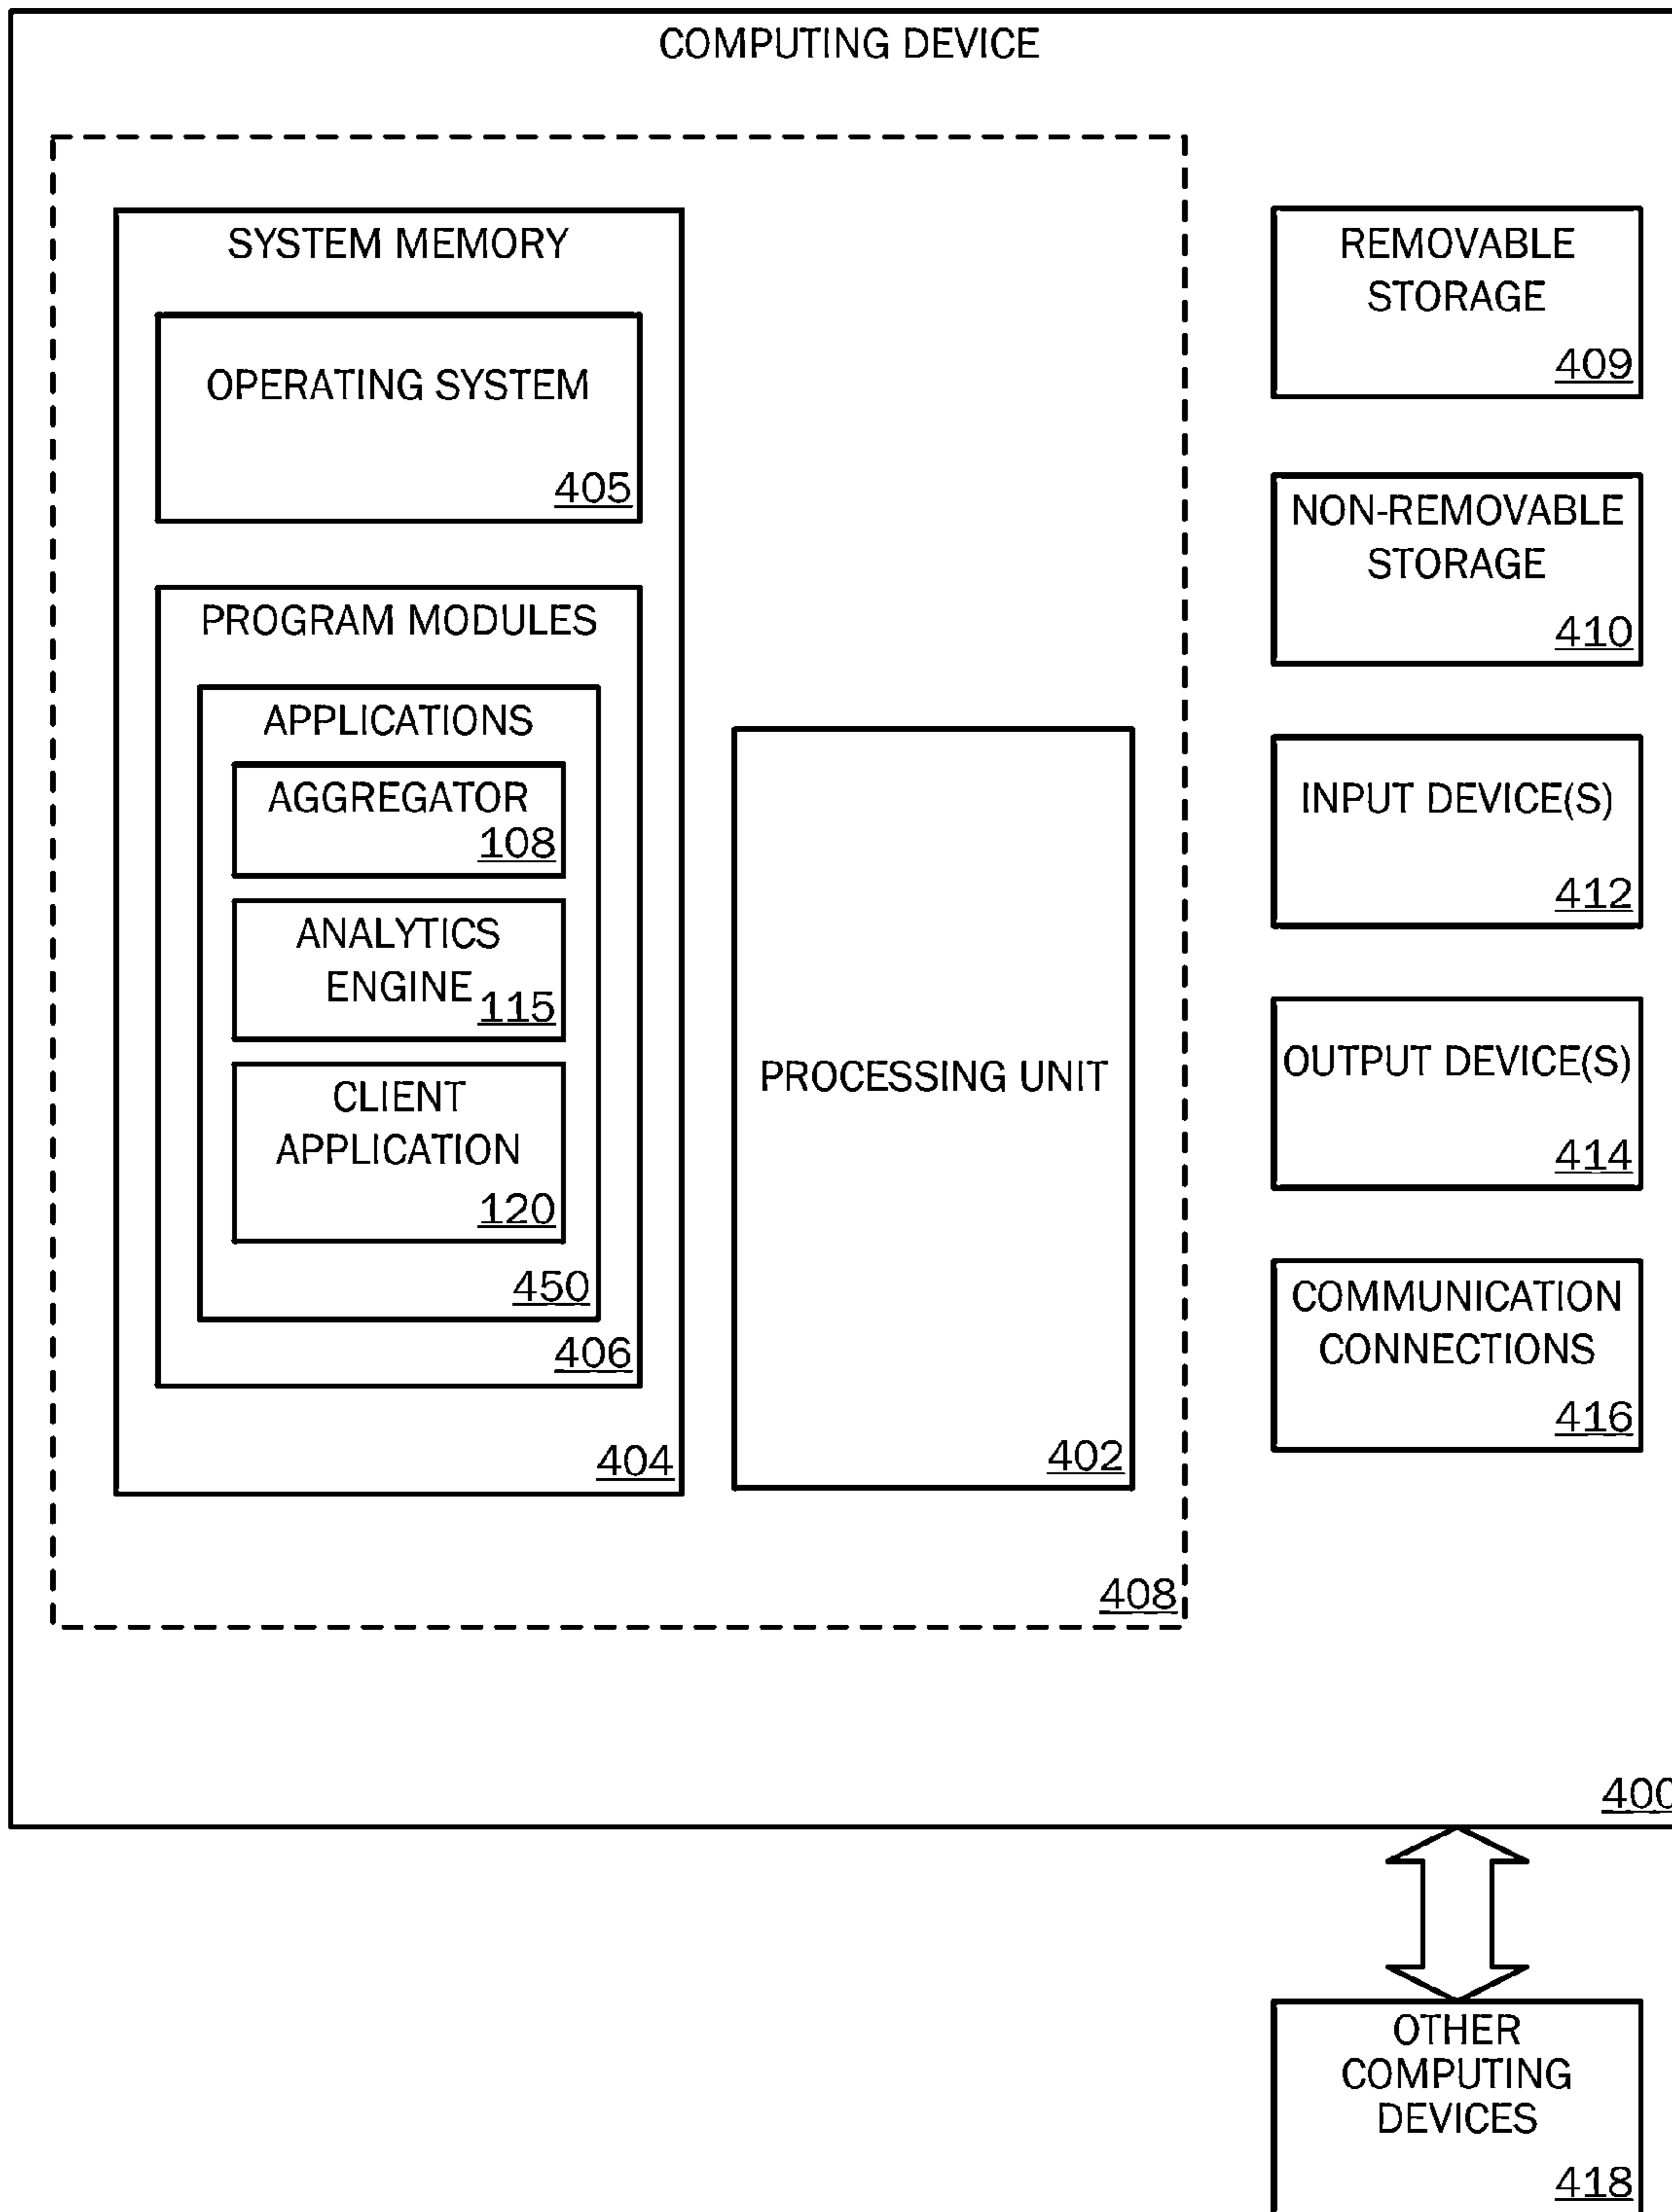 COMPUTING DEVICE
SYSTEM MEMORY
OPERATING SYSTEM
405
PROGRAM MODULES
APPLICATIONS
AGGREGATOR
108
ANALYTICS
ENGINE
115
CLIENT
APPLICATION
120
450
406
404
PROCESSING UNIT
402
408
REMOVABLE
STORAGE
409
NON-REMOVABLE
STORAGE
410
INPUT DEVICE(S)
412
OUTPUT DEVICE(S)
414
COMMUNICATION
CONNECTIONS
416
400
OTHER
COMPUTING
DEVICES
418